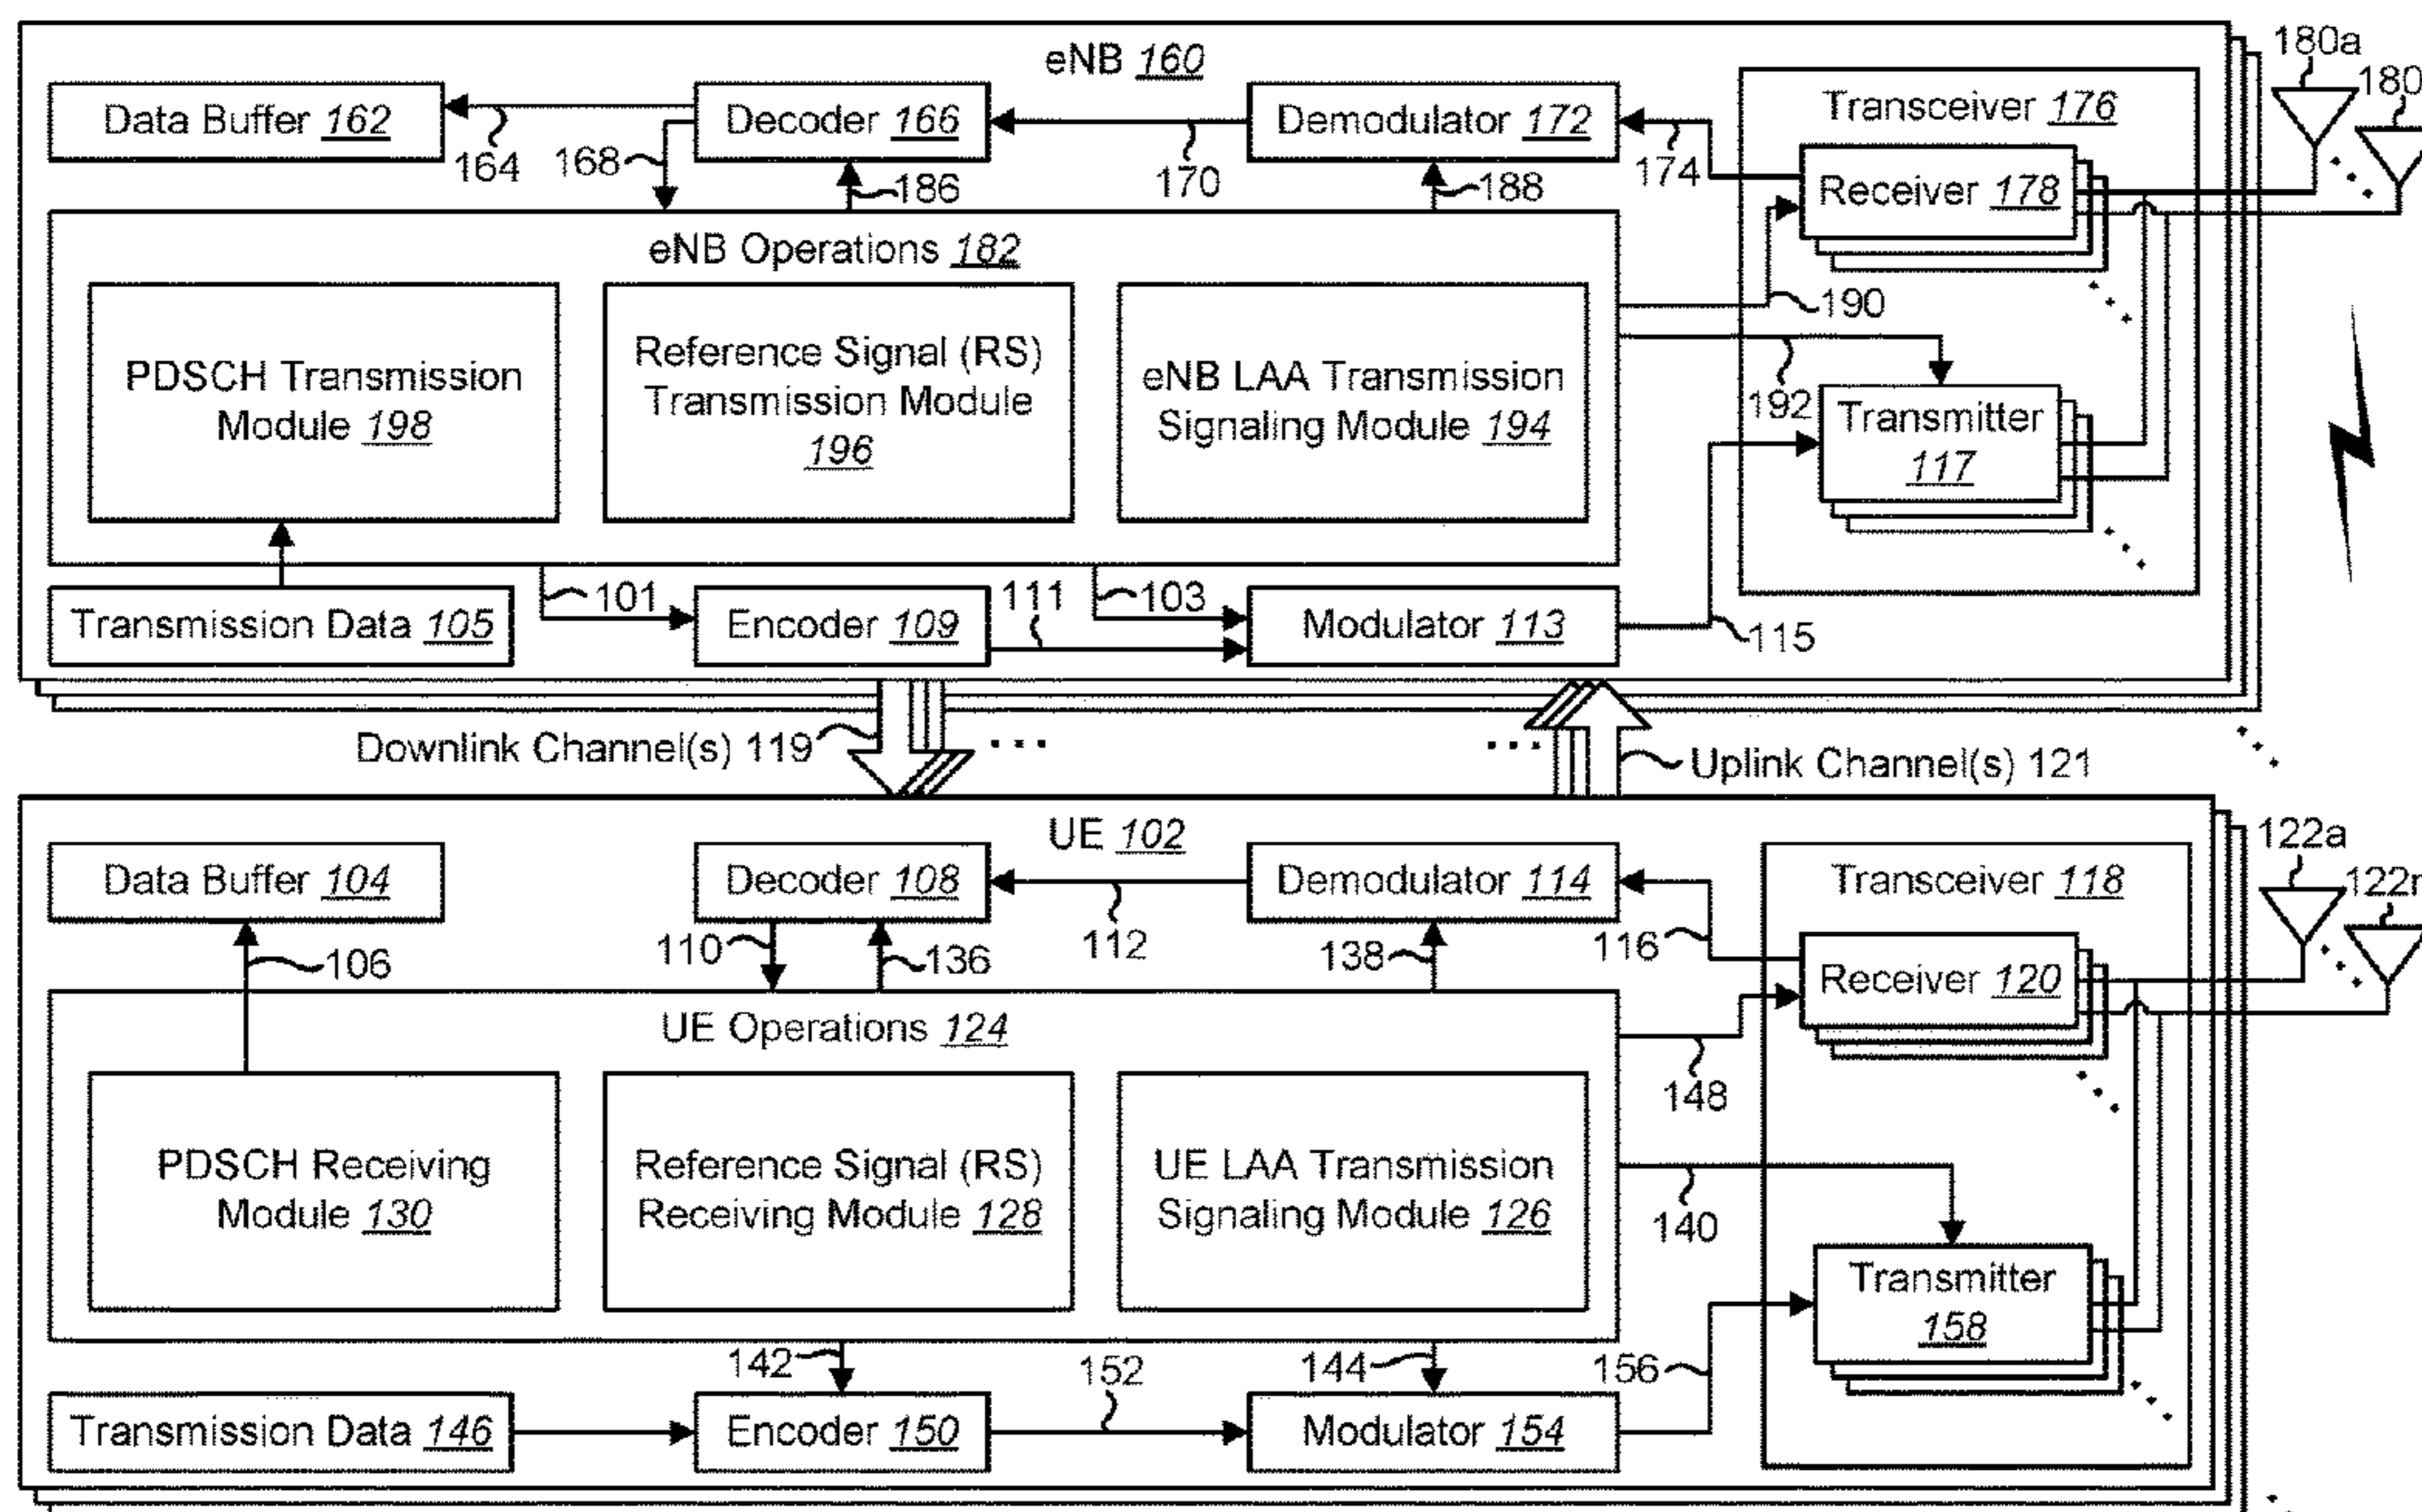 eNB 160
180a
180
Data Buffer 162
Decoder 166
Demodulator 172
Transceiver 176
164
168
186
170
188
174
Receiver 178
eNB Operations 182
190
PDSCH Transmission
Module 198
Reference Signal (RS)
Transmission Module
196
eNB LAA Transmission
Signaling Module 194
192
Transmitter
117
101
111
103
115
Transmission Data 105
Encoder 109
Modulator 113
Downlink Channel(s) 119
...
...
Uplink Channel(s) 121
UE 102
122a
122n
Data Buffer 104
Decoder 108
Demodulator 114
Transceiver 118
106
110
136
112
138
116
Receiver 120
UE Operations 124
148
PDSCH Receiving
Module 130
Reference Signal (RS)
Receiving Module 128
UE LAA Transmission
Signaling Module 126
140
Transmitter
158
142
152
144
156
Transmission Data 146
Encoder 150
Modulator 154